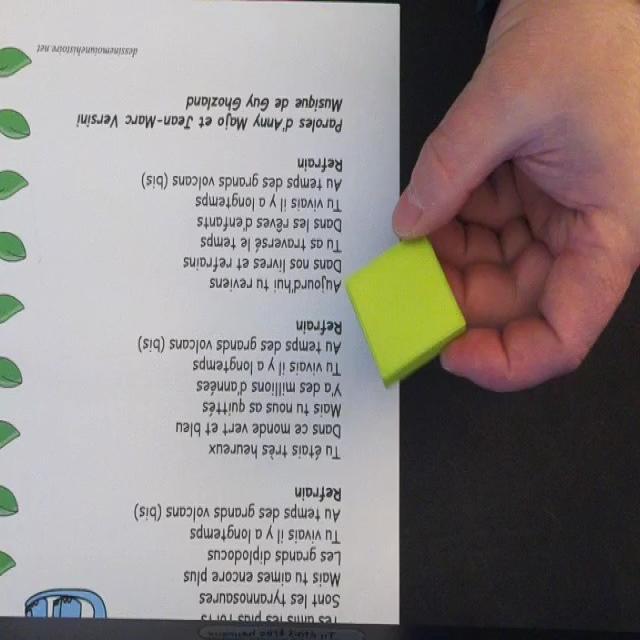 les plus forts
Sont les tyrannosaures
Mais tu aimes encore plus
Les grands diplodocus
Tu vivais il y a longtemps
Au temps des grands volcans (bis)
Refrain
Tu étais très heureux
Dans ce monde vert et bleu
Mais tu nous as quittés
Y'a des millions d'années
Tu vivais il y a longtemps
Au temps des grands volcans (bis)
Refrain
Aujourd'hui tu reviens
Dans nos livres et refrains
Tu as traversé le temps
Dans les rêves d'enfants
Tu vivais il y a longtemps
Au temps des grands volcans (bis)
Refrain
Paroles d'Anny Majo et Jean-Marc Versini
Musique de Guy Ghozland
dessinemoiunehistoire.net